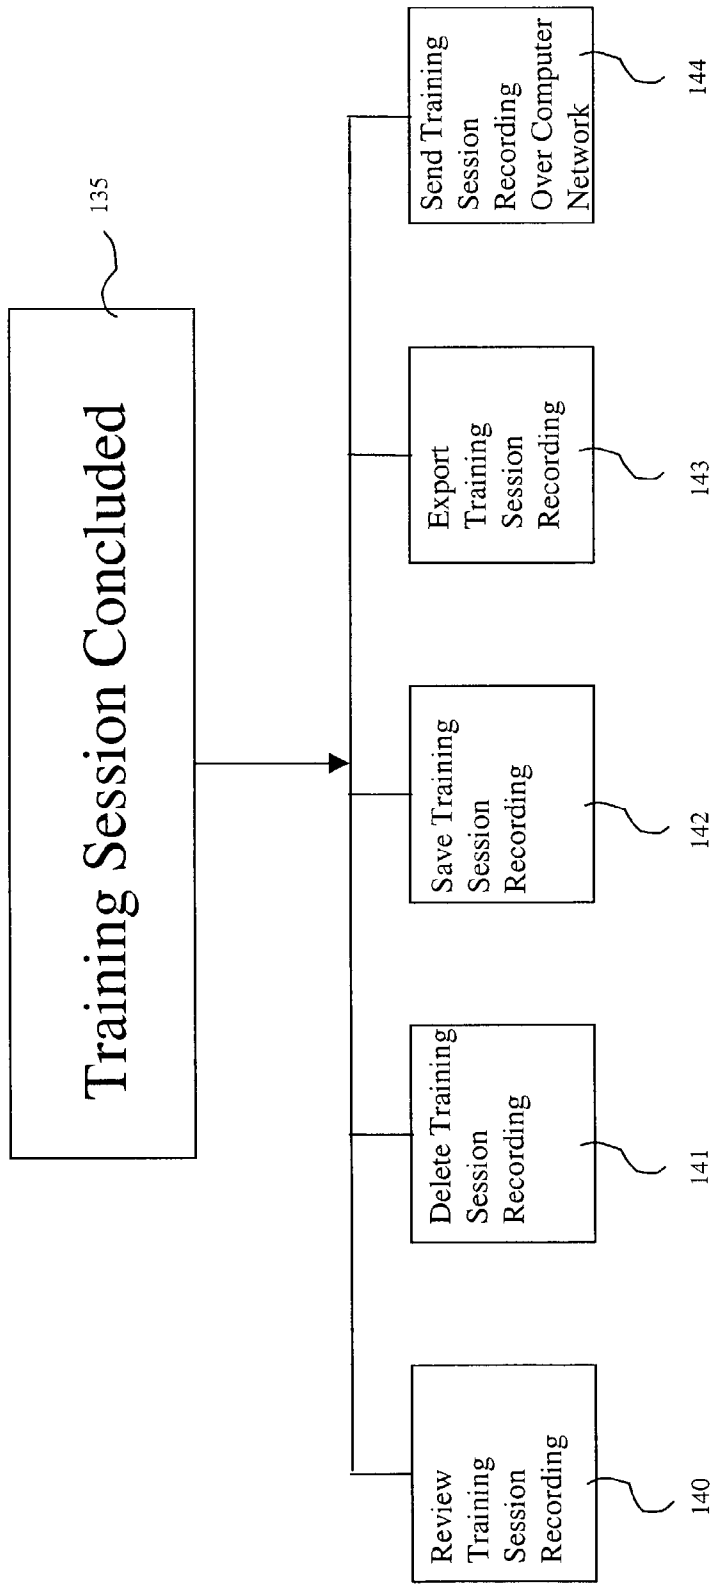 Training Session Concluded
135
Review
Training
Session
Recording
140
Delete Training
Session
Recording
141
Save Training
Session
Recording
142
Export
Training
Session
Recording
143
Send Training
Session
Recording
Over Computer
Network
144